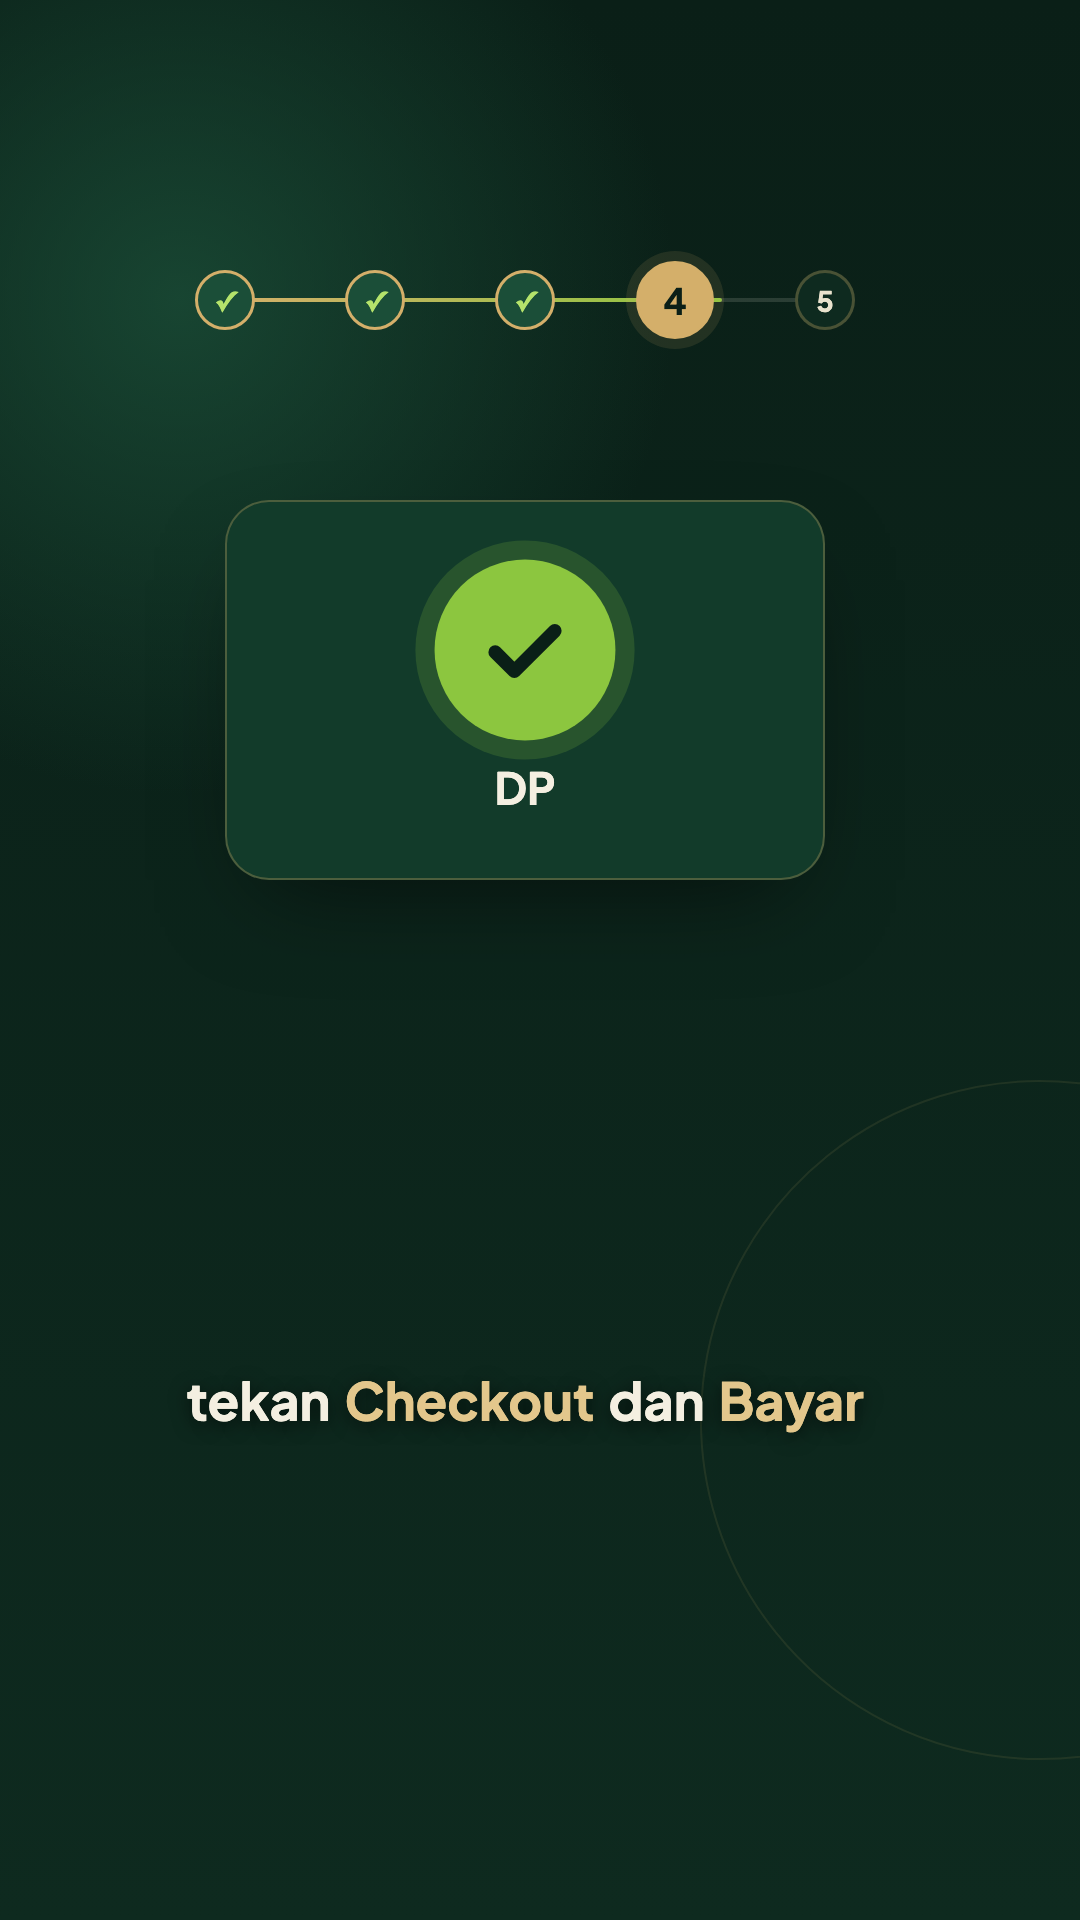 ✓ ✓ ✓ 4 5
DP
tekan Checkout dan Bayar